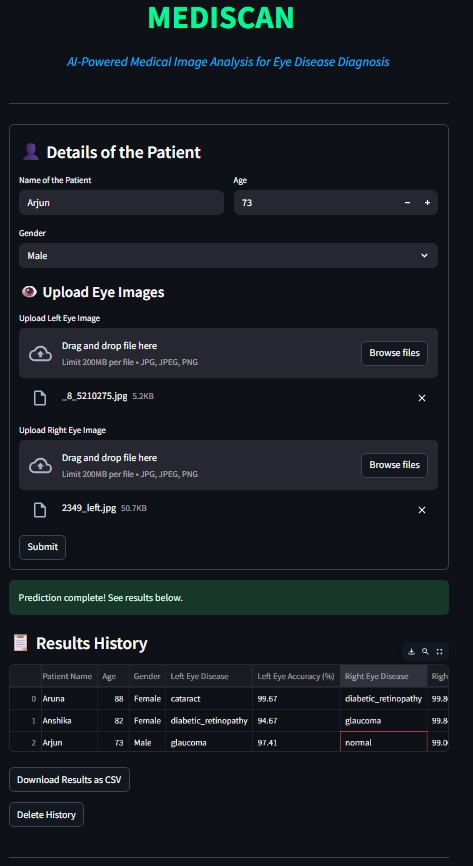 MEDISCAN
AI-Powered Medical Image Analysis for Eye Disease Diagnosis
Details of the Patient
Name of the Patient Age
Arjun 73 − +
Gender
Male
Upload Eye Images
Upload Left Eye Image
Drag and drop file here
Limit 200MB per file • JPG, JPEG, PNG
Browse files
_8_5210275.jpg 5.2KB
Upload Right Eye Image
Drag and drop file here
Limit 200MB per file • JPG, JPEG, PNG
Browse files
2349_left.jpg 50.7KB
Submit
Prediction complete! See results below.
Results History
Patient Name Age Gender Left Eye Disease Left Eye Accuracy (%) Right Eye Disease Righ
0 Aruna 88 Female cataract 99.67 diabetic_retinopathy 99.8
1 Anshika 82 Female diabetic_retinopathy 94.67 glaucoma 99.8
2 Arjun 73 Male glaucoma 97.41 normal 99.0
Download Results as CSV
Delete History